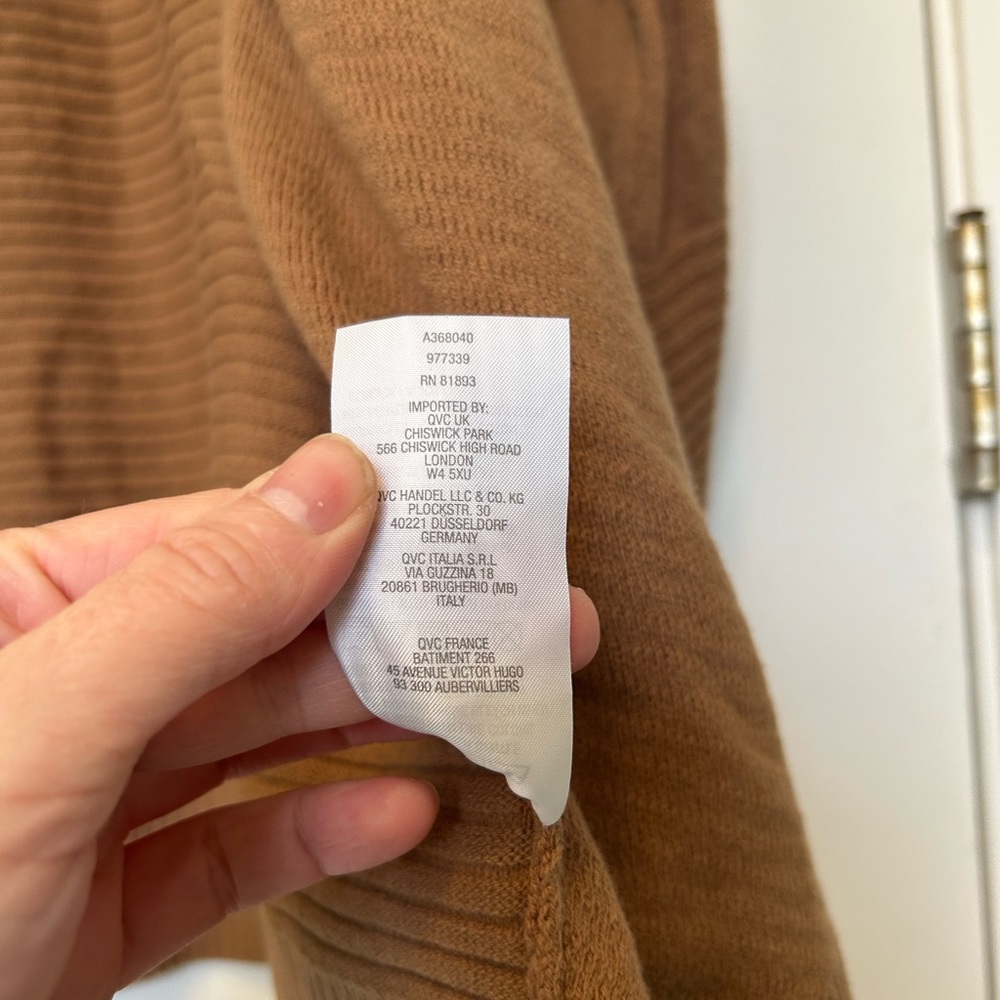 A368040
977339
RN 81893
IMPORTED BY:
QVC UK
CHISWICK PARK
566 CHISWICK HIGH ROAD
LONDON
W4 5XU
QVC HANDEL LLC & CO. KG
PLOCKSTR. 30
40221 DUSSELDORF
GERMANY
QVC ITALIA S.R.L
VIA GUZZINA 18
20861 BRUGHERIO (MB)
ITALY
QVC FRANCE
BATIMENT 266
45 AVENUE VICTOR HUGO
93 300 AUBERVILLIERS